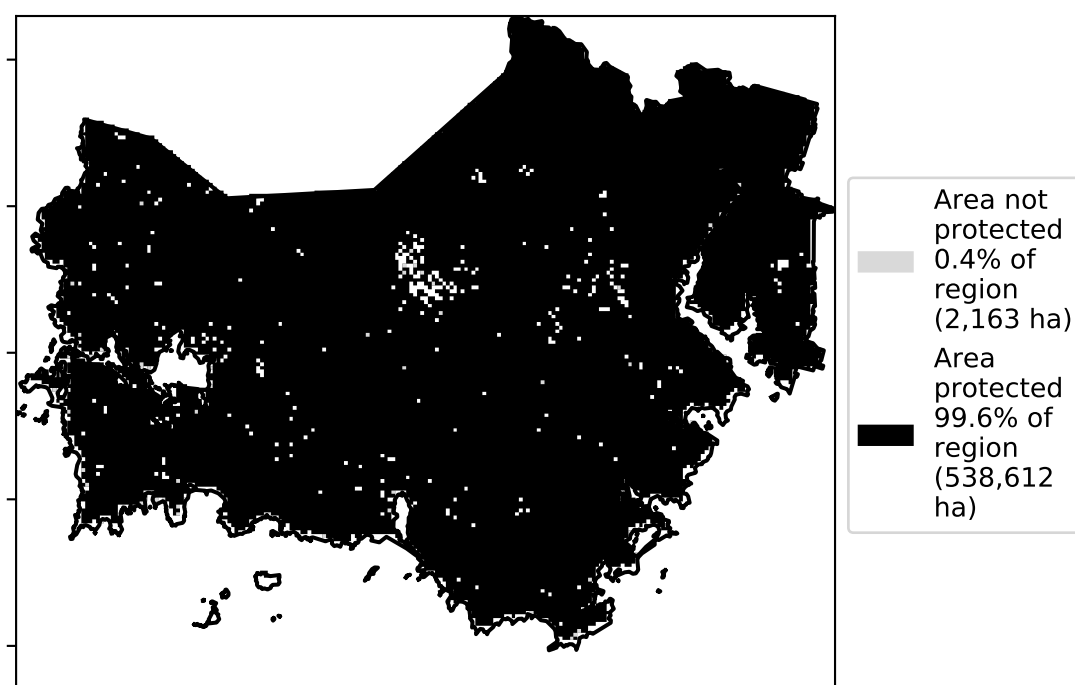 Area not
protected
0.4% of
region
(2,163 ha)
Area
protected
99.6% of
region
(538,612
ha)